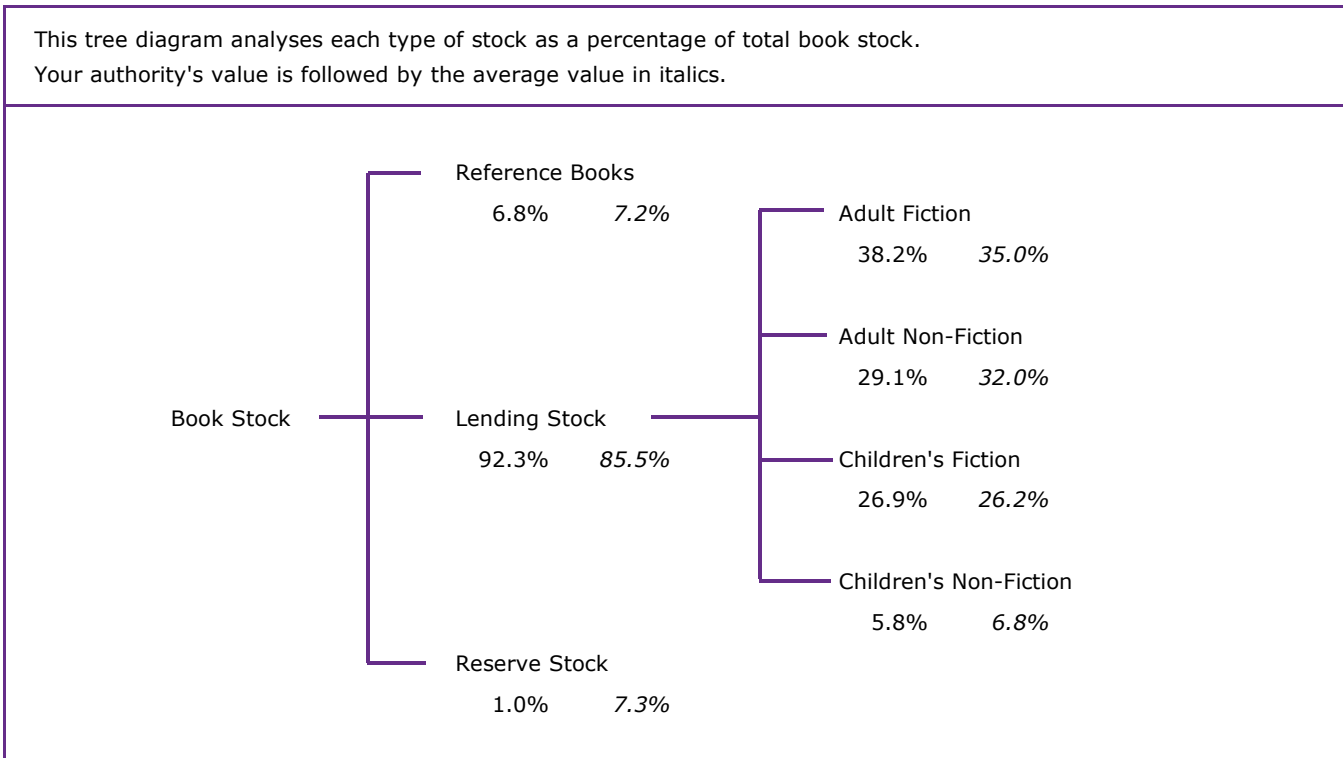 This tree diagram analyses each type of stock as a percentage of total book stock.
Your authority's value is followed by the average value in italics.
Reference Books
6.8% 7.2%
Adult Fiction
38.2% 35.0%
Adult Non-Fiction
29.1% 32.0%
Book Stock
Lending Stock
92.3% 85.5%
Children's Fiction
26.9% 26.2%
Children's Non-Fiction
5.8% 6.8%
Reserve Stock
1.0% 7.3%